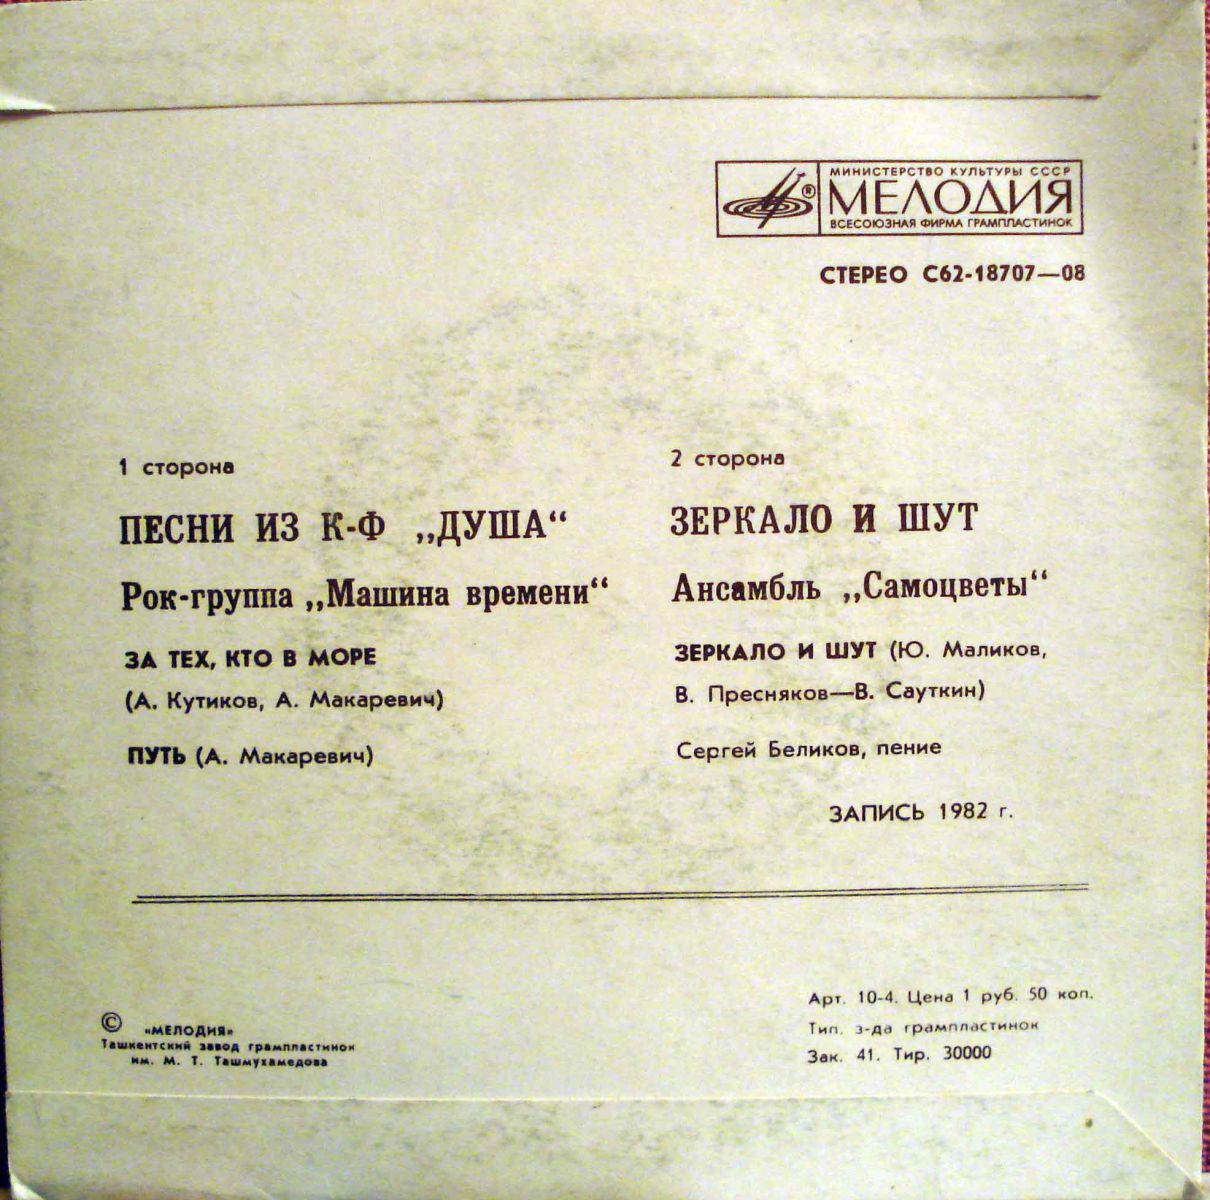 МИНИСТЕРСТВО КУЛЬТУРЫ СССР
®
МЕЛОДИЯ
ВСЕСОЮЗНАЯ ФИРМА ГРАМПЛАСТИНОК
СТЕРЕО С62-18707—08
1 сторона
ПЕСНИ ИЗ К-Ф „ДУША“
Рок-группа „Машина времени“
ЗА ТЕХ, КТО В МОРЕ
(А. Кутиков, А. Макаревич)
ПУТЬ (А. Макаревич)
2 сторона
ЗЕРКАЛО И ШУТ
Ансамбль „Самоцветы“
ЗЕРКАЛО И ШУТ (Ю. Маликов,
В. Пресняков—В. Сауткин)
Сергей Беликов, пение
ЗАПИСЬ 1982 г.
© «МЕЛОДИЯ»
Ташкентский завод грампластинок
им. М. Т. Ташмухамедова
Арт. 10-4. Цена 1 руб. 50 коп.
Тип. з-да грампластинок
Зак. 41. Тир. 30000